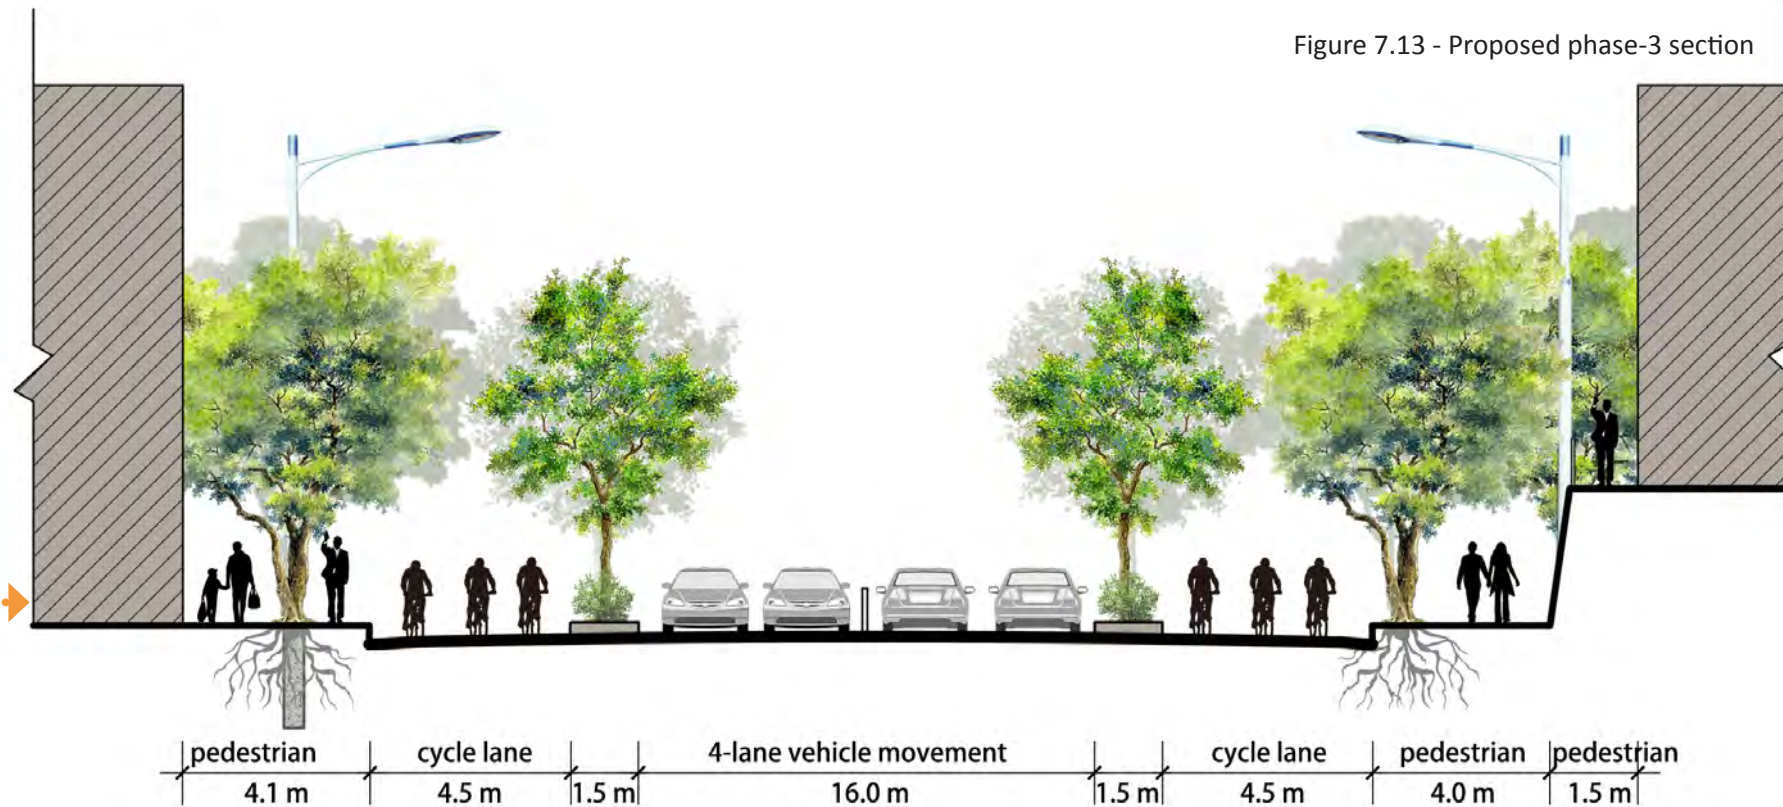 Figure 7.13 - Proposed phase-3 section
pedestrian cycle lane 4-lane vehicle movement cycle lane pedestrian pedestrian
4.1 m 4.5 m 1.5 m 16.0 m 1.5 m 4.5 m 4.0 m 1.5 m